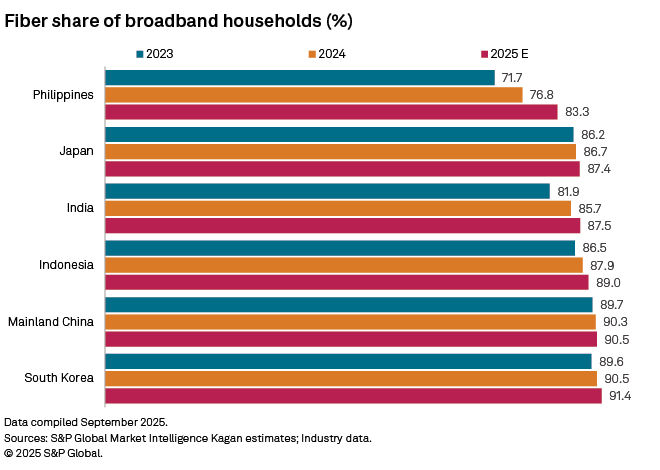 Fiber share of broadband households (%)
2023 2024 2025 E
Philippines
71.7
76.8
83.3
Japan
86.2
86.7
87.4
India
81.9
85.7
87.5
Indonesia
86.5
87.9
89.0
Mainland China
89.7
90.3
90.5
South Korea
89.6
90.5
91.4
Data compiled September 2025.
Sources: S&P Global Market Intelligence Kagan estimates; Industry data.
© 2025 S&P Global.